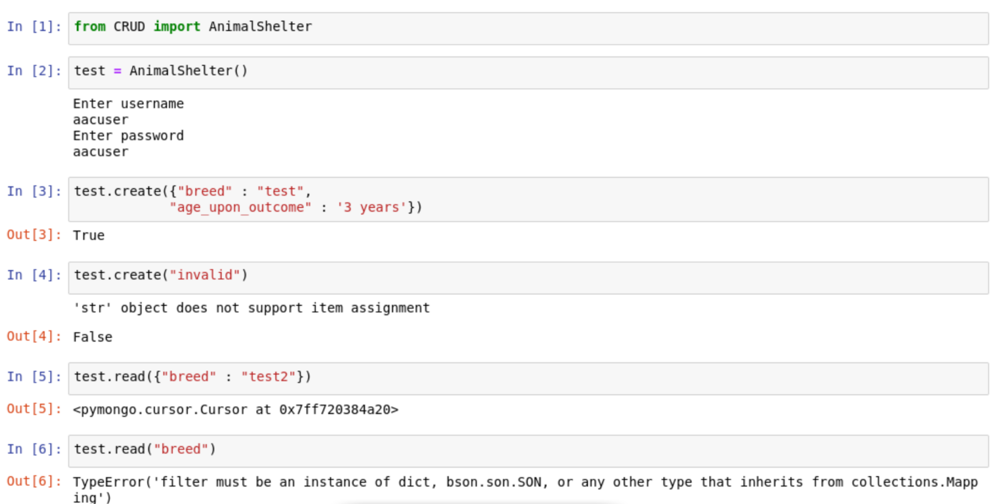 In [1]: from CRUD import AnimalShelter
In [2]: test = AnimalShelter()
Enter username
aacuser
Enter password
aacuser
In [3]: test.create({"breed" : "test",
"age_upon_outcome" : '3 years'})
Out[3]: True
In [4]: test.create("invalid")
'str' object does not support item assignment
Out[4]: False
In [5]: test.read({"breed" : "test2"})
Out[5]: <pymongo.cursor.Cursor at 0x7ff720384a20>
In [6]: test.read("breed")
Out[6]: TypeError('filter must be an instance of dict, bson.son.SON, or any other type that inherits from collections.Mapp
ing')